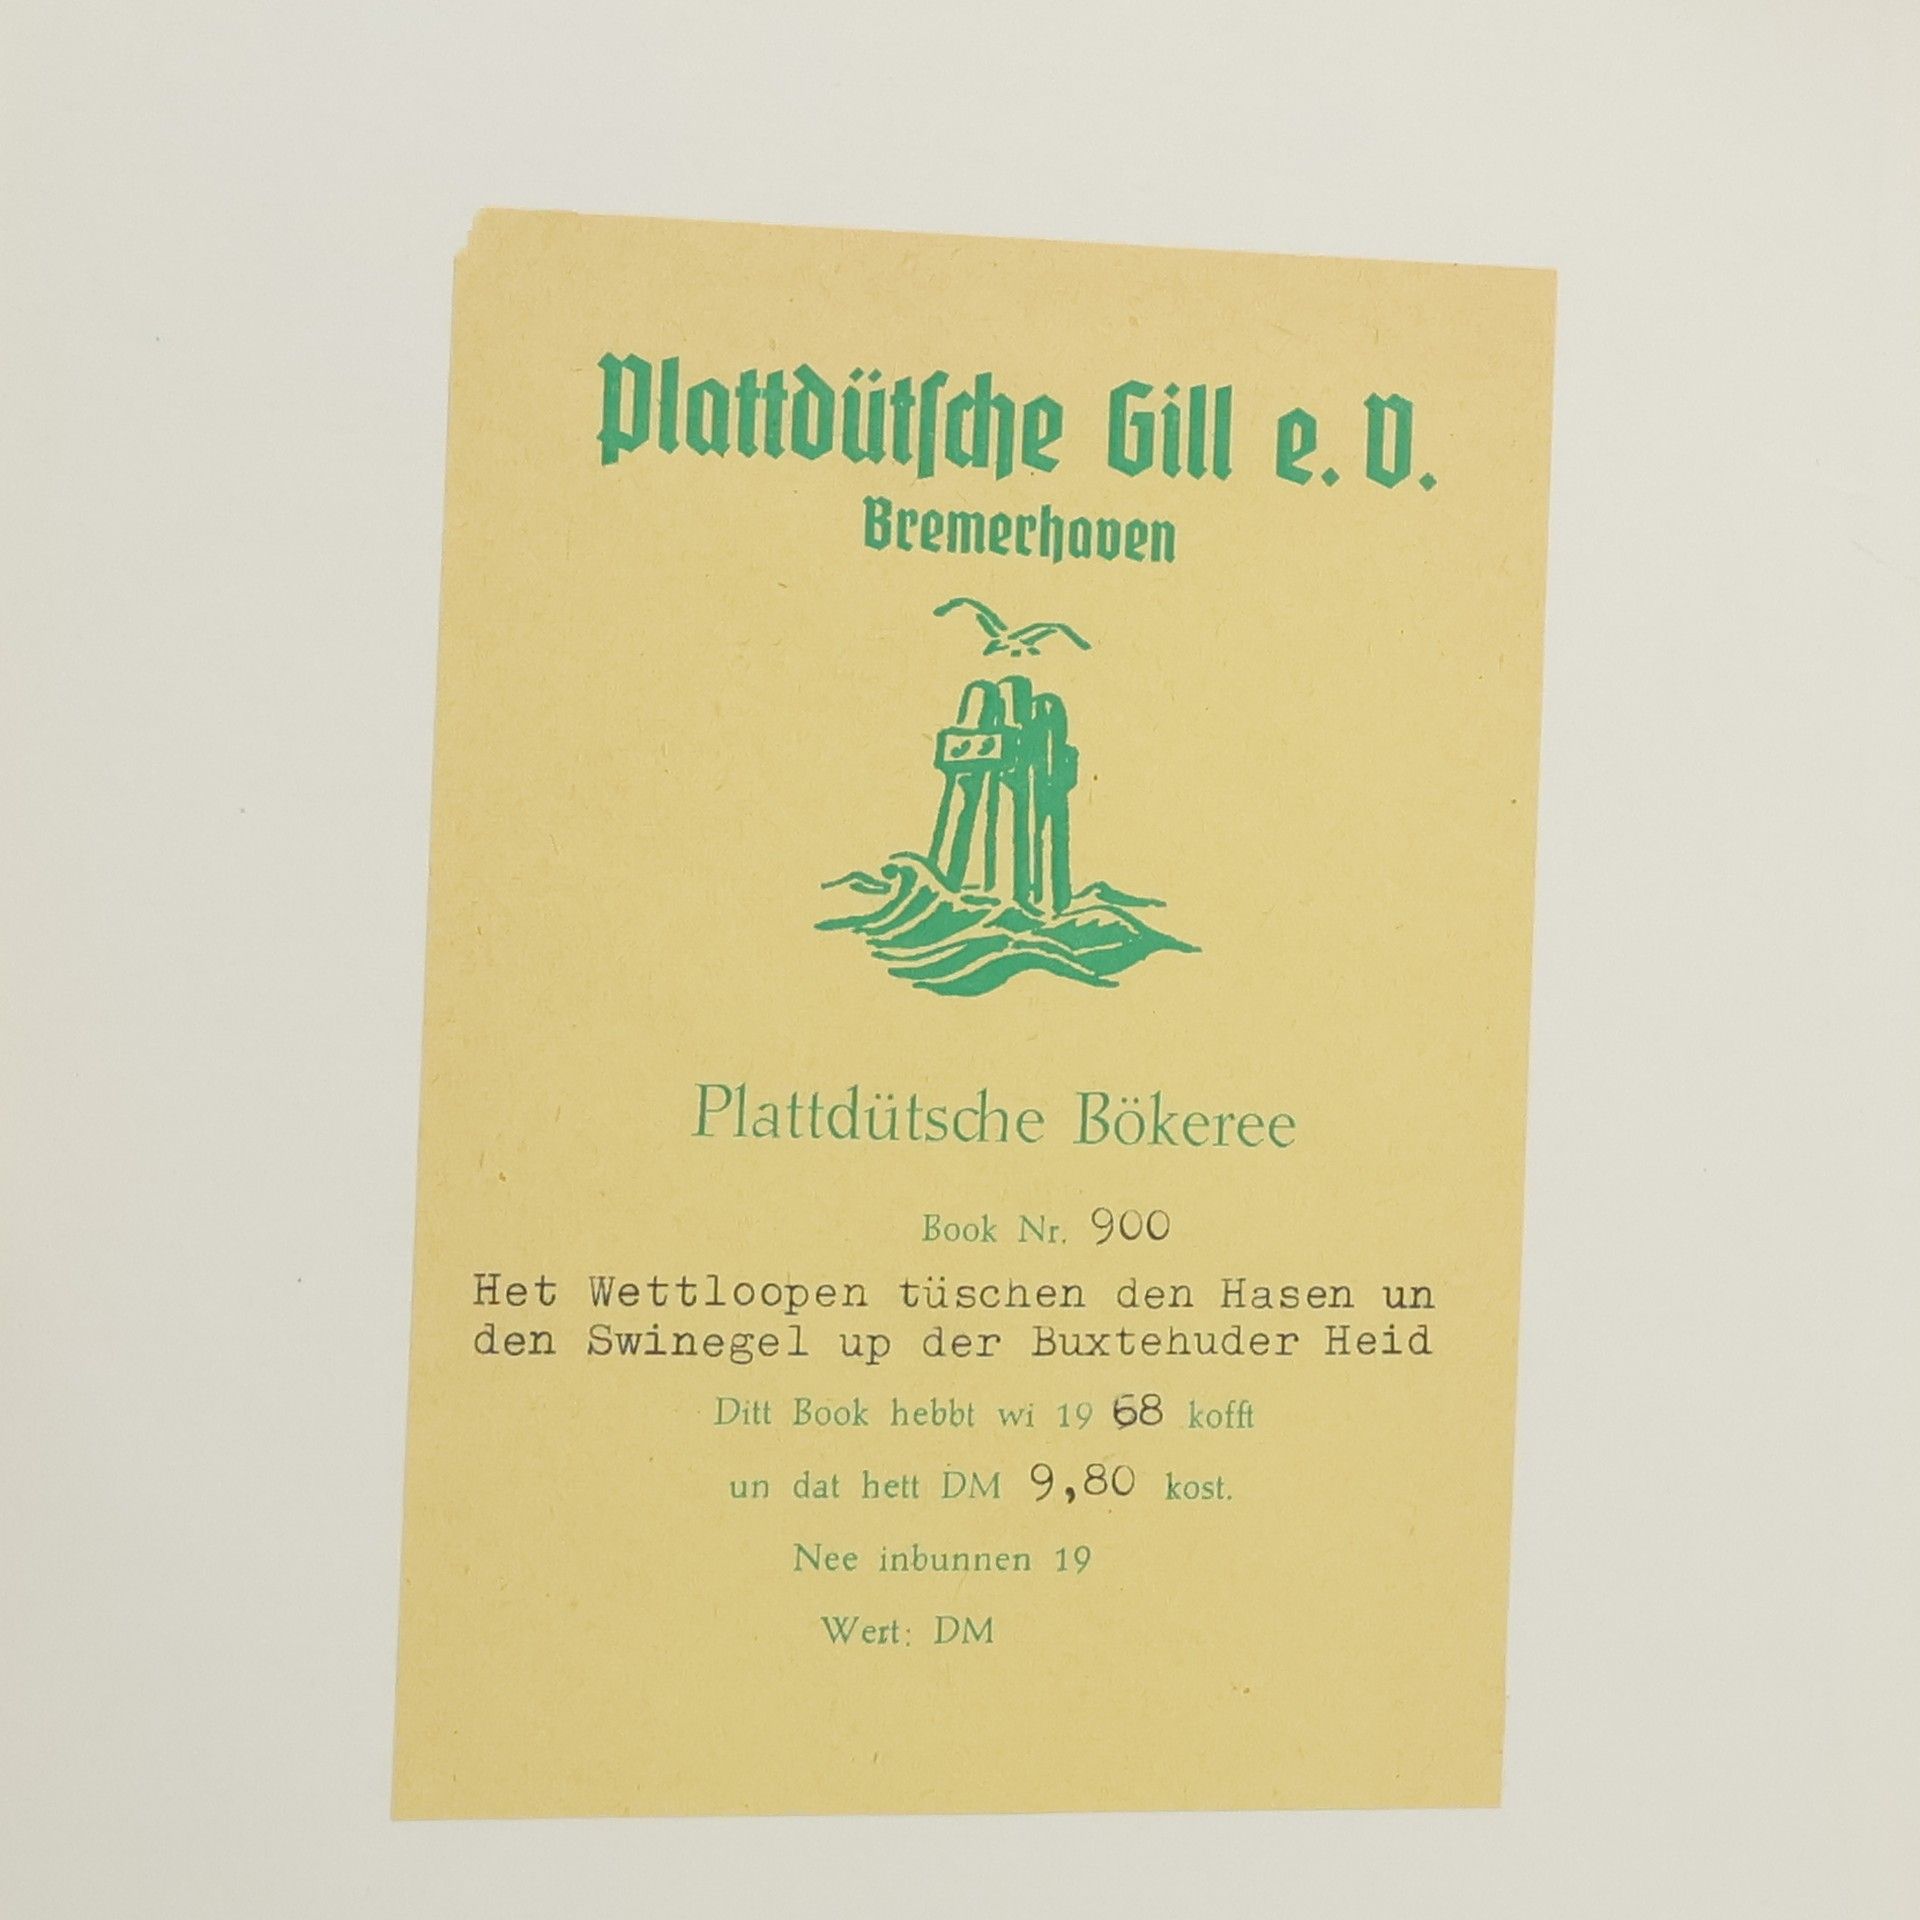 Plattdütsche Gill e. V.
Bremerhaven
Plattdütsche Bökeree
Book Nr. 900
Het Wettloopen tüschen den Hasen un
den Swinegel up der Buxtehuder Heid
Ditt Book hebbt wi 19 68 kofft
un dat hett DM 9,80 kost.
Nee inbunnen 19
Wert: DM